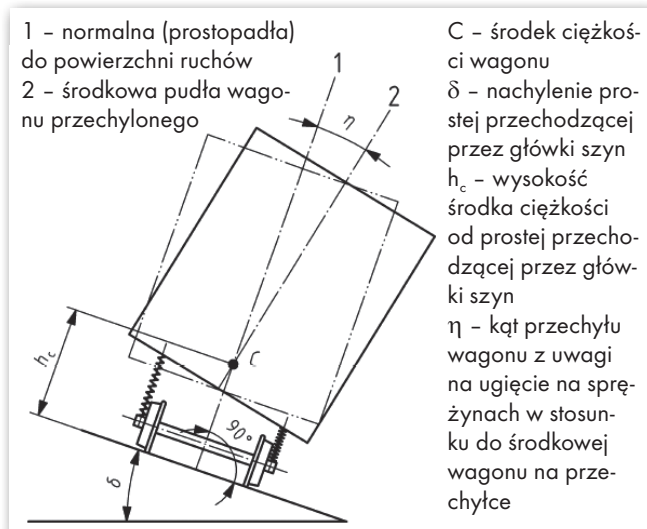 1 – normalna (prostopadła)
do powierzchni ruchów
2 – środkowa pudła wago-
nu przechylonego
1
2
η
C
h_c
90°
δ
C – środek ciężkoś-
ci wagonu
δ – nachylenie pro-
stej przechodzącej
przez główki szyn
h_c – wysokość
środka ciężkości
od prostej przecho-
dzącej przez głów-
ki szyn
η – kąt przechyłu
wagonu z uwagi
na ugięcie na sprę-
żynach w stosun-
ku do środkowej
wagonu na prze-
chyłce